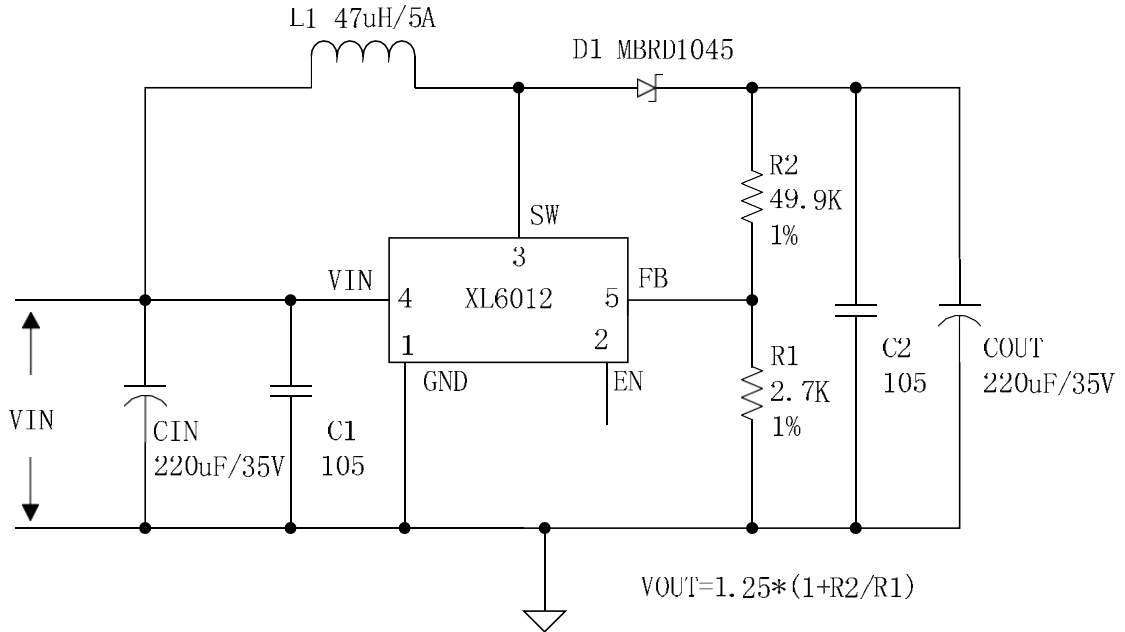 L1 47uH/5A
D1 MBRD1045
R2
49.9K
1%
SW
3
VIN
4
XL6012
5
FB
1
2
GND
EN
R1
2.7K
1%
C2
105
COUT
220uF/35V
VIN
CIN
220uF/35V
C1
105
VOUT=1.25*(1+R2/R1)